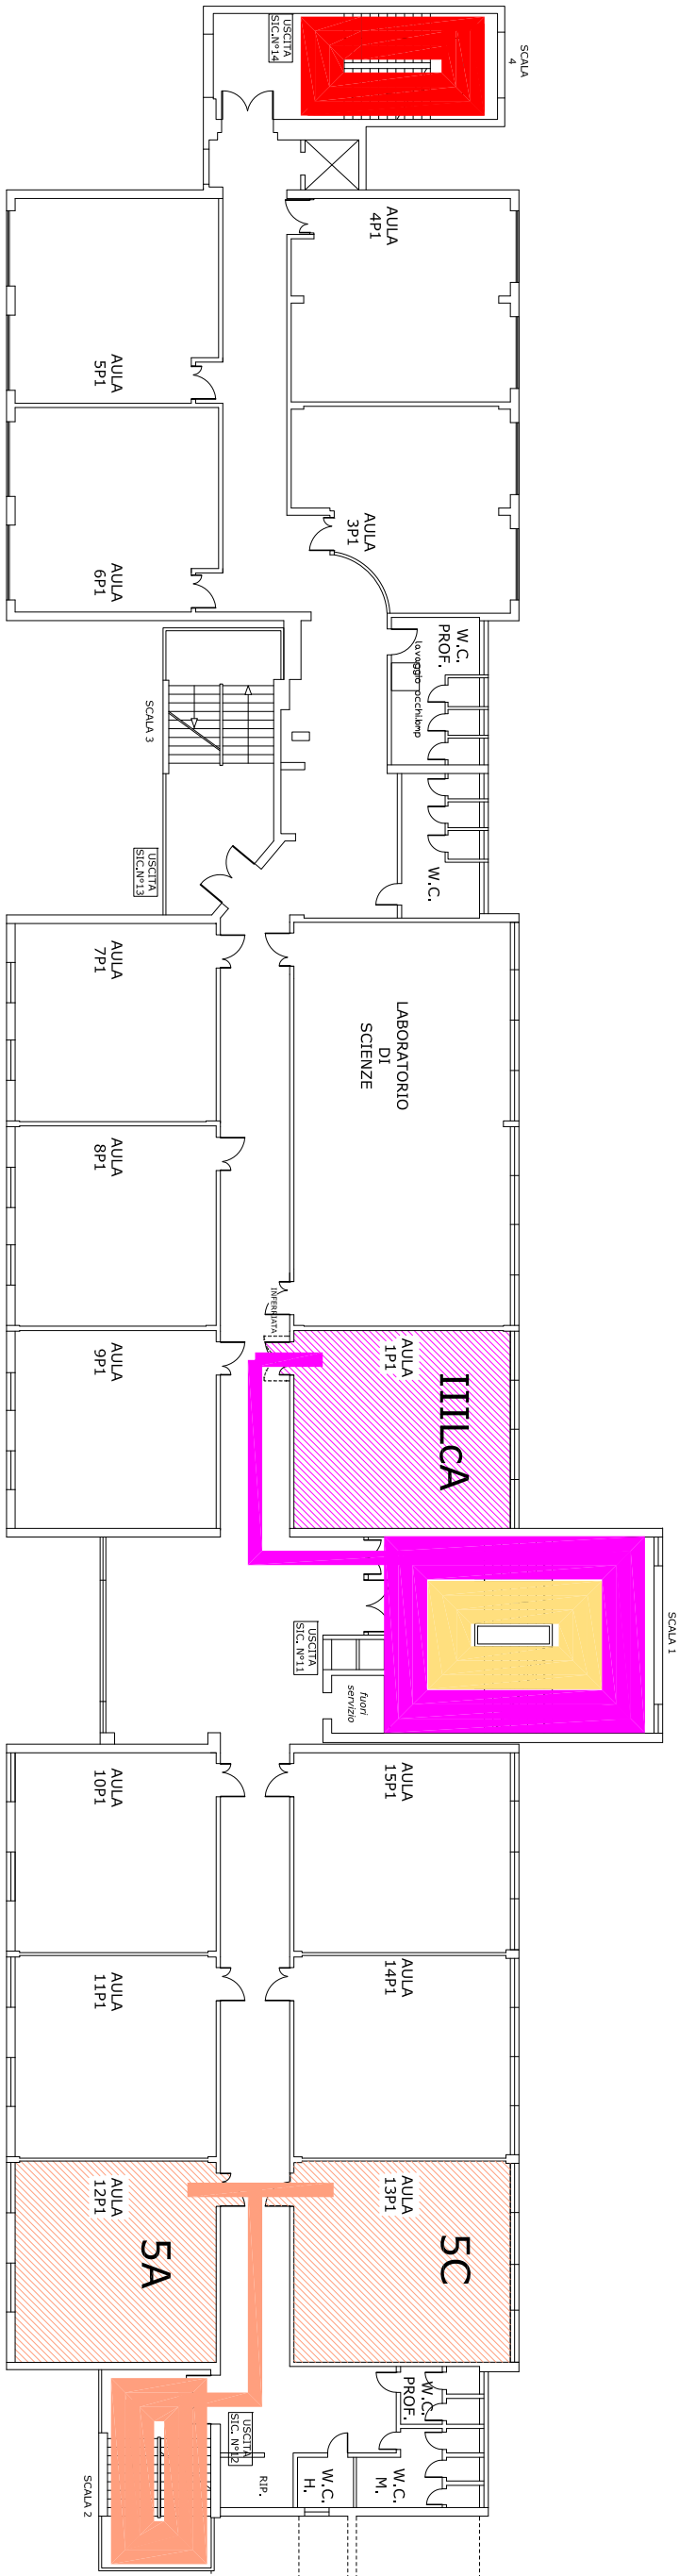 SCALA
4
USCITA
SIC.N°14
AULA
4P1
AULA
5P1
AULA
3P1
AULA
6P1
W.C.
PROF.
lavaggio occhi.bmp
SCALA 3
USCITA
SIC.N°13
W.C.
AULA
7P1
LABORATORIO
DI
SCIENZE
AULA
8P1
INFERRIATA
AULA
9P1
AULA
1P1
IIILCA
SCALA 1
USCITA
SIC. N°11
fuori
servizio
AULA
10P1
AULA
15P1
AULA
11P1
AULA
14P1
AULA
12P1
5A
AULA
13P1
5C
W.C.
PROF.
USCITA
SIC. N°12
RIP.
W.C.
H.
W.C.
M.
SCALA 2